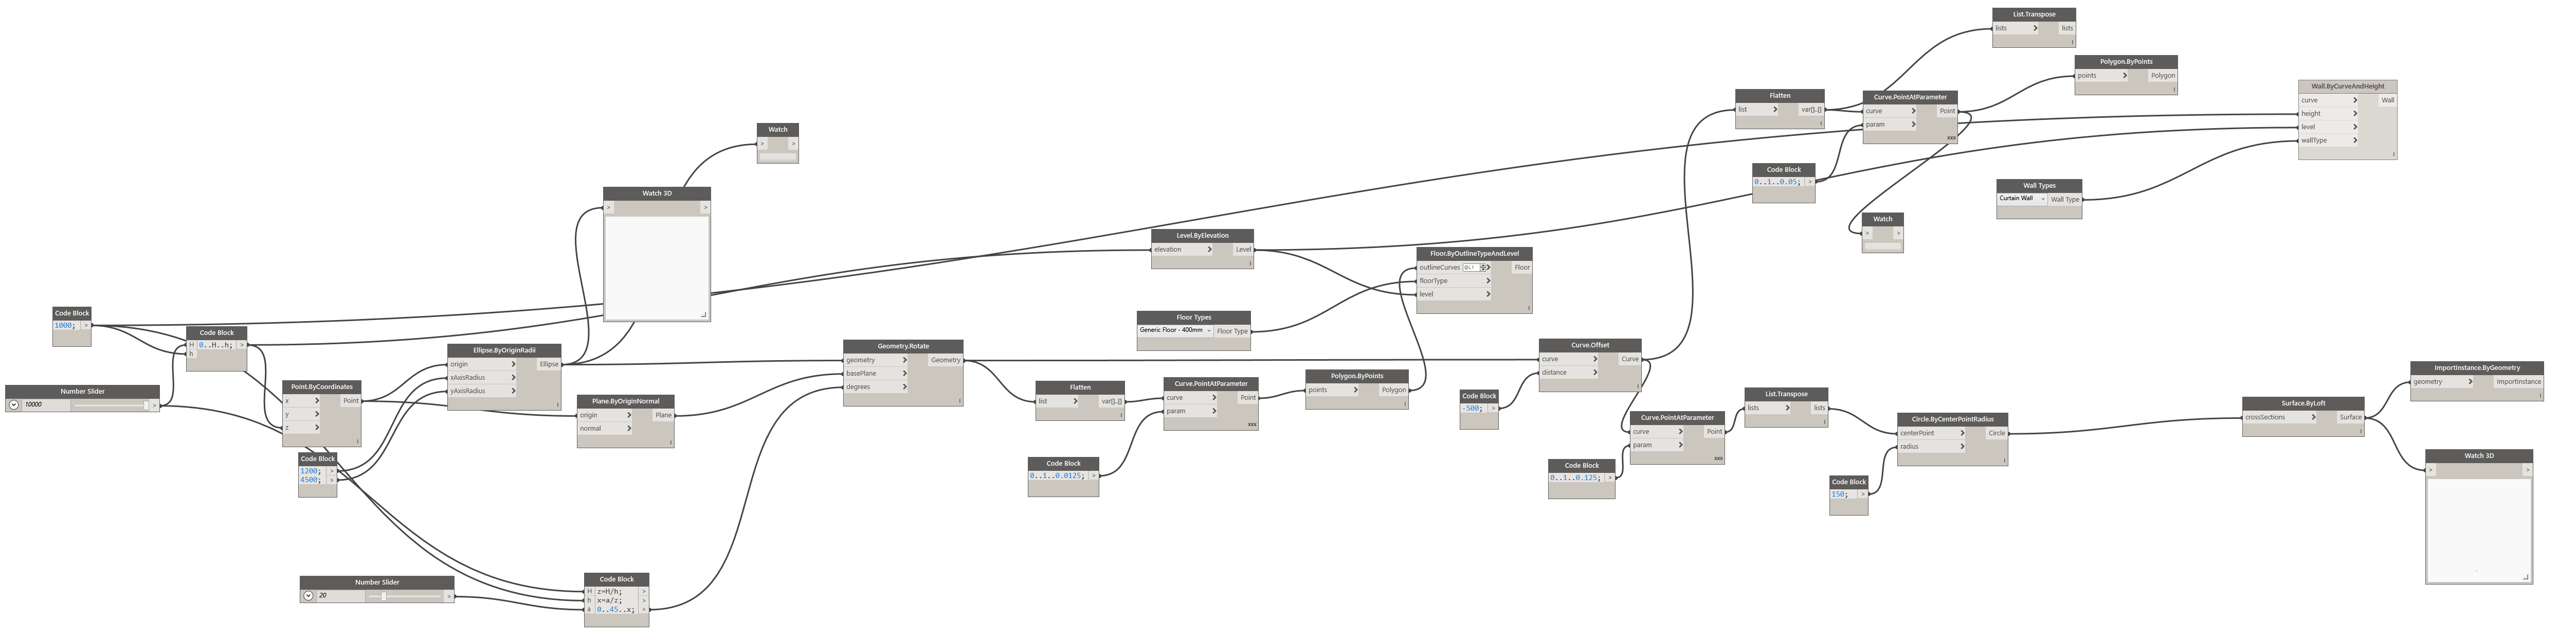 Code Block
1000; >
Number Slider
10000 >
Code Block
H 0..H..h; >
h
Point.ByCoordinates
x Point
y
z
Code Block
1200; >
4500; >
Number Slider
20 >
Ellipse.ByOriginRadii
origin Ellipse
xAxisRadius
yAxisRadius
Plane.ByOriginNormal
origin Plane
normal
Code Block
H z=H/h; >
h x=a/z; >
a 0..45..x; >
Watch 3D
> >
Watch
> >
Geometry.Rotate
geometry Geometry
basePlane
degrees
Flatten
list var[]..[]
Code Block
0..1..0.0125; >
Curve.PointAtParameter
curve Point
param
xxx
Polygon.ByPoints
points Polygon
Level.ByElevation
elevation Level
Floor Types
Generic Floor - 400mm Floor Type
Floor.ByOutlineTypeAndLevel
outlineCurves @L1 Floor
floorType
level
Code Block
-500; >
Curve.Offset
curve Curve
distance
Code Block
0..1..0.125; >
Curve.PointAtParameter
curve Point
param
xxx
List.Transpose
lists lists
Code Block
150; >
Circle.ByCenterPointRadius
centerPoint Circle
radius
Flatten
list var[]..[]
Code Block
0..1..0.05; >
Curve.PointAtParameter
curve Point
param
xxx
Watch
> >
List.Transpose
lists lists
Polygon.ByPoints
points Polygon
Wall Types
Curtain Wall Wall Type
Wall.ByCurveAndHeight
curve Wall
height
level
wallType
Surface.ByLoft
crossSections Surface
ImportInstance.ByGeometry
geometry ImportInstance
Watch 3D
> >